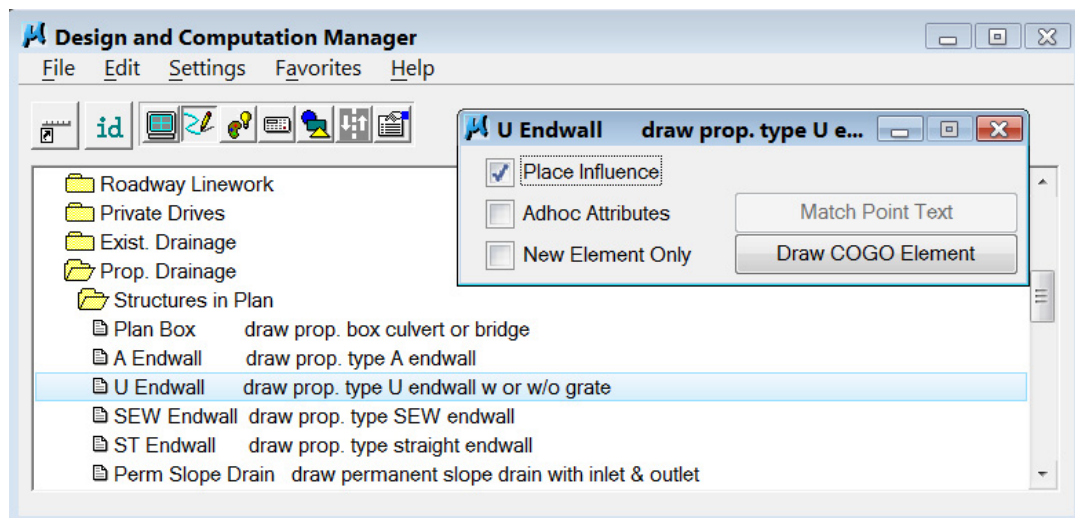 Design and Computation Manager
File Edit Settings Favorites Help
id
U Endwall draw prop. type U e...
Place Influence
Adhoc Attributes Match Point Text
New Element Only Draw COGO Element
Roadway Linework
Private Drives
Exist. Drainage
Prop. Drainage
Structures in Plan
Plan Box draw prop. box culvert or bridge
A Endwall draw prop. type A endwall
U Endwall draw prop. type U endwall w or w/o grate
SEW Endwall draw prop. type SEW endwall
ST Endwall draw prop. type straight endwall
Perm Slope Drain draw permanent slope drain with inlet & outlet